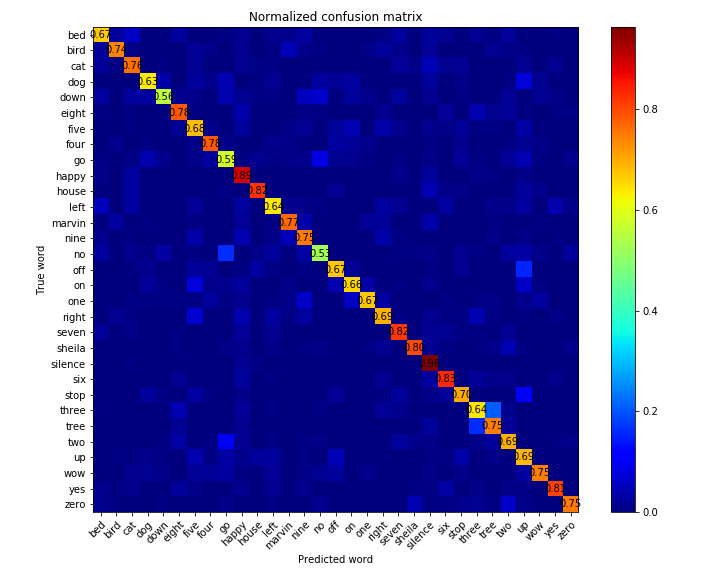 Normalized confusion matrix
bed 0.67
bird 0.74
cat 0.76
dog 0.63
down 0.56
eight 0.78
five 0.68
four 0.78
go 0.59
happy 0.89
house 0.82
left 0.64
marvin 0.77
nine 0.75
no 0.53
off 0.67
on 0.66
one 0.67
right 0.69
seven 0.82
sheila 0.80
silence 0.96
six 0.83
stop 0.70
three 0.64
tree 0.75
two 0.69
up 0.69
wow 0.75
yes 0.81
zero 0.75
True word
bed bird cat dog down eight five four go happy house left marvin nine no off on one right seven sheila silence six stop three tree two up wow yes zero
Predicted word
0.8
0.6
0.4
0.2
0.0